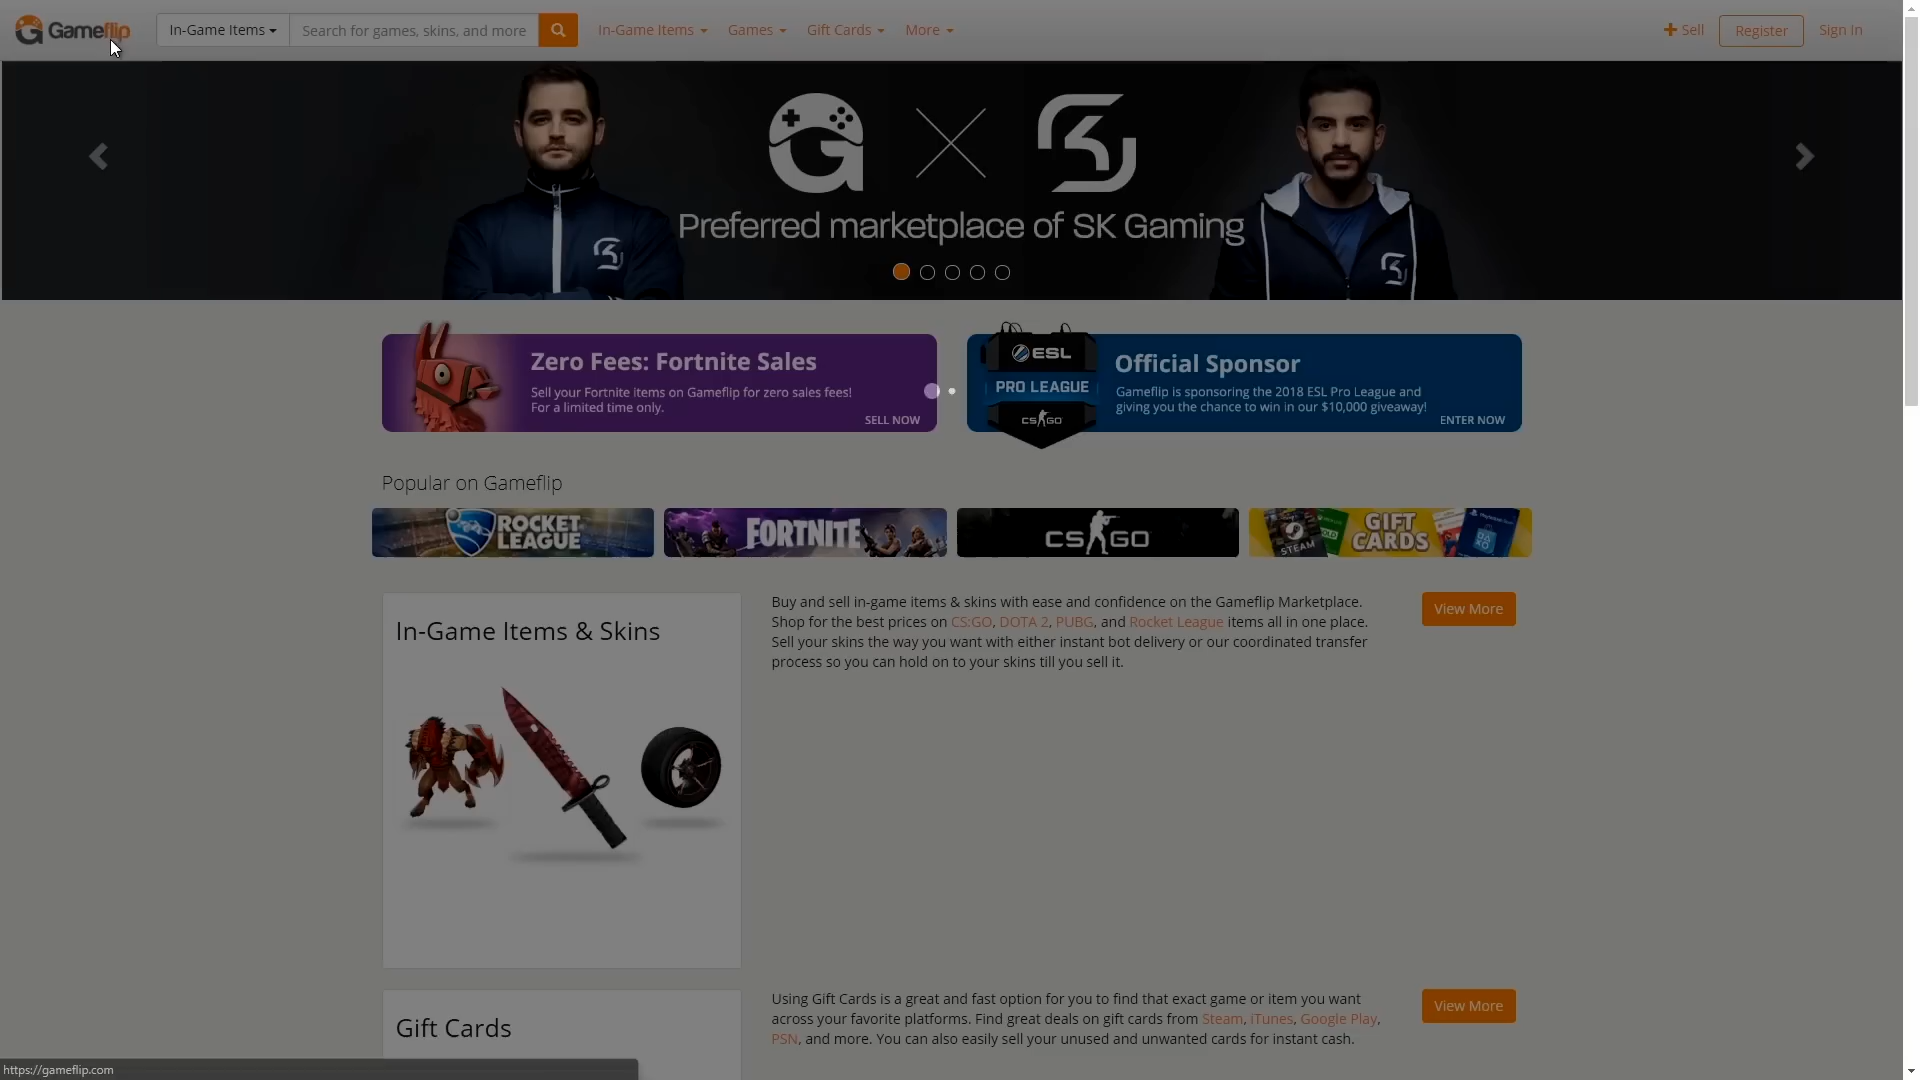 Gameflip
In-Game Items
Search for games, skins, and more
In-Game Items
Games
Gift Cards
More
Sell
Register
Sign In
Preferred marketplace of SK Gaming
Zero Fees: Fortnite Sales
Sell your Fortnite items on Gameflip for zero sales fees!
For a limited time only.
SELL NOW
ESL
PRO LEAGUE
CS:GO
Official Sponsor
Gameflip is sponsoring the 2018 ESL Pro League and
giving you the chance to win in our $10,000 giveaway!
ENTER NOW
Popular on Gameflip
ROCKET
LEAGUE
FORTNITE
CS GO
STEAM
GIFT
CARDS
In-Game Items & Skins
Buy and sell in-game items & skins with ease and confidence on the Gameflip Marketplace.
Shop for the best prices on CS:GO, DOTA 2, PUBG, and Rocket League items all in one place.
Sell your skins the way you want with either instant bot delivery or our coordinated transfer
process so you can hold on to your skins till you sell it.
View More
Gift Cards
Using Gift Cards is a great and fast option for you to find that exact game or item you want
across your favorite platforms. Find great deals on gift cards from Steam, iTunes, Google Play,
PSN, and more. You can also easily sell your unused and unwanted cards for instant cash.
View More
https://gameflip.com